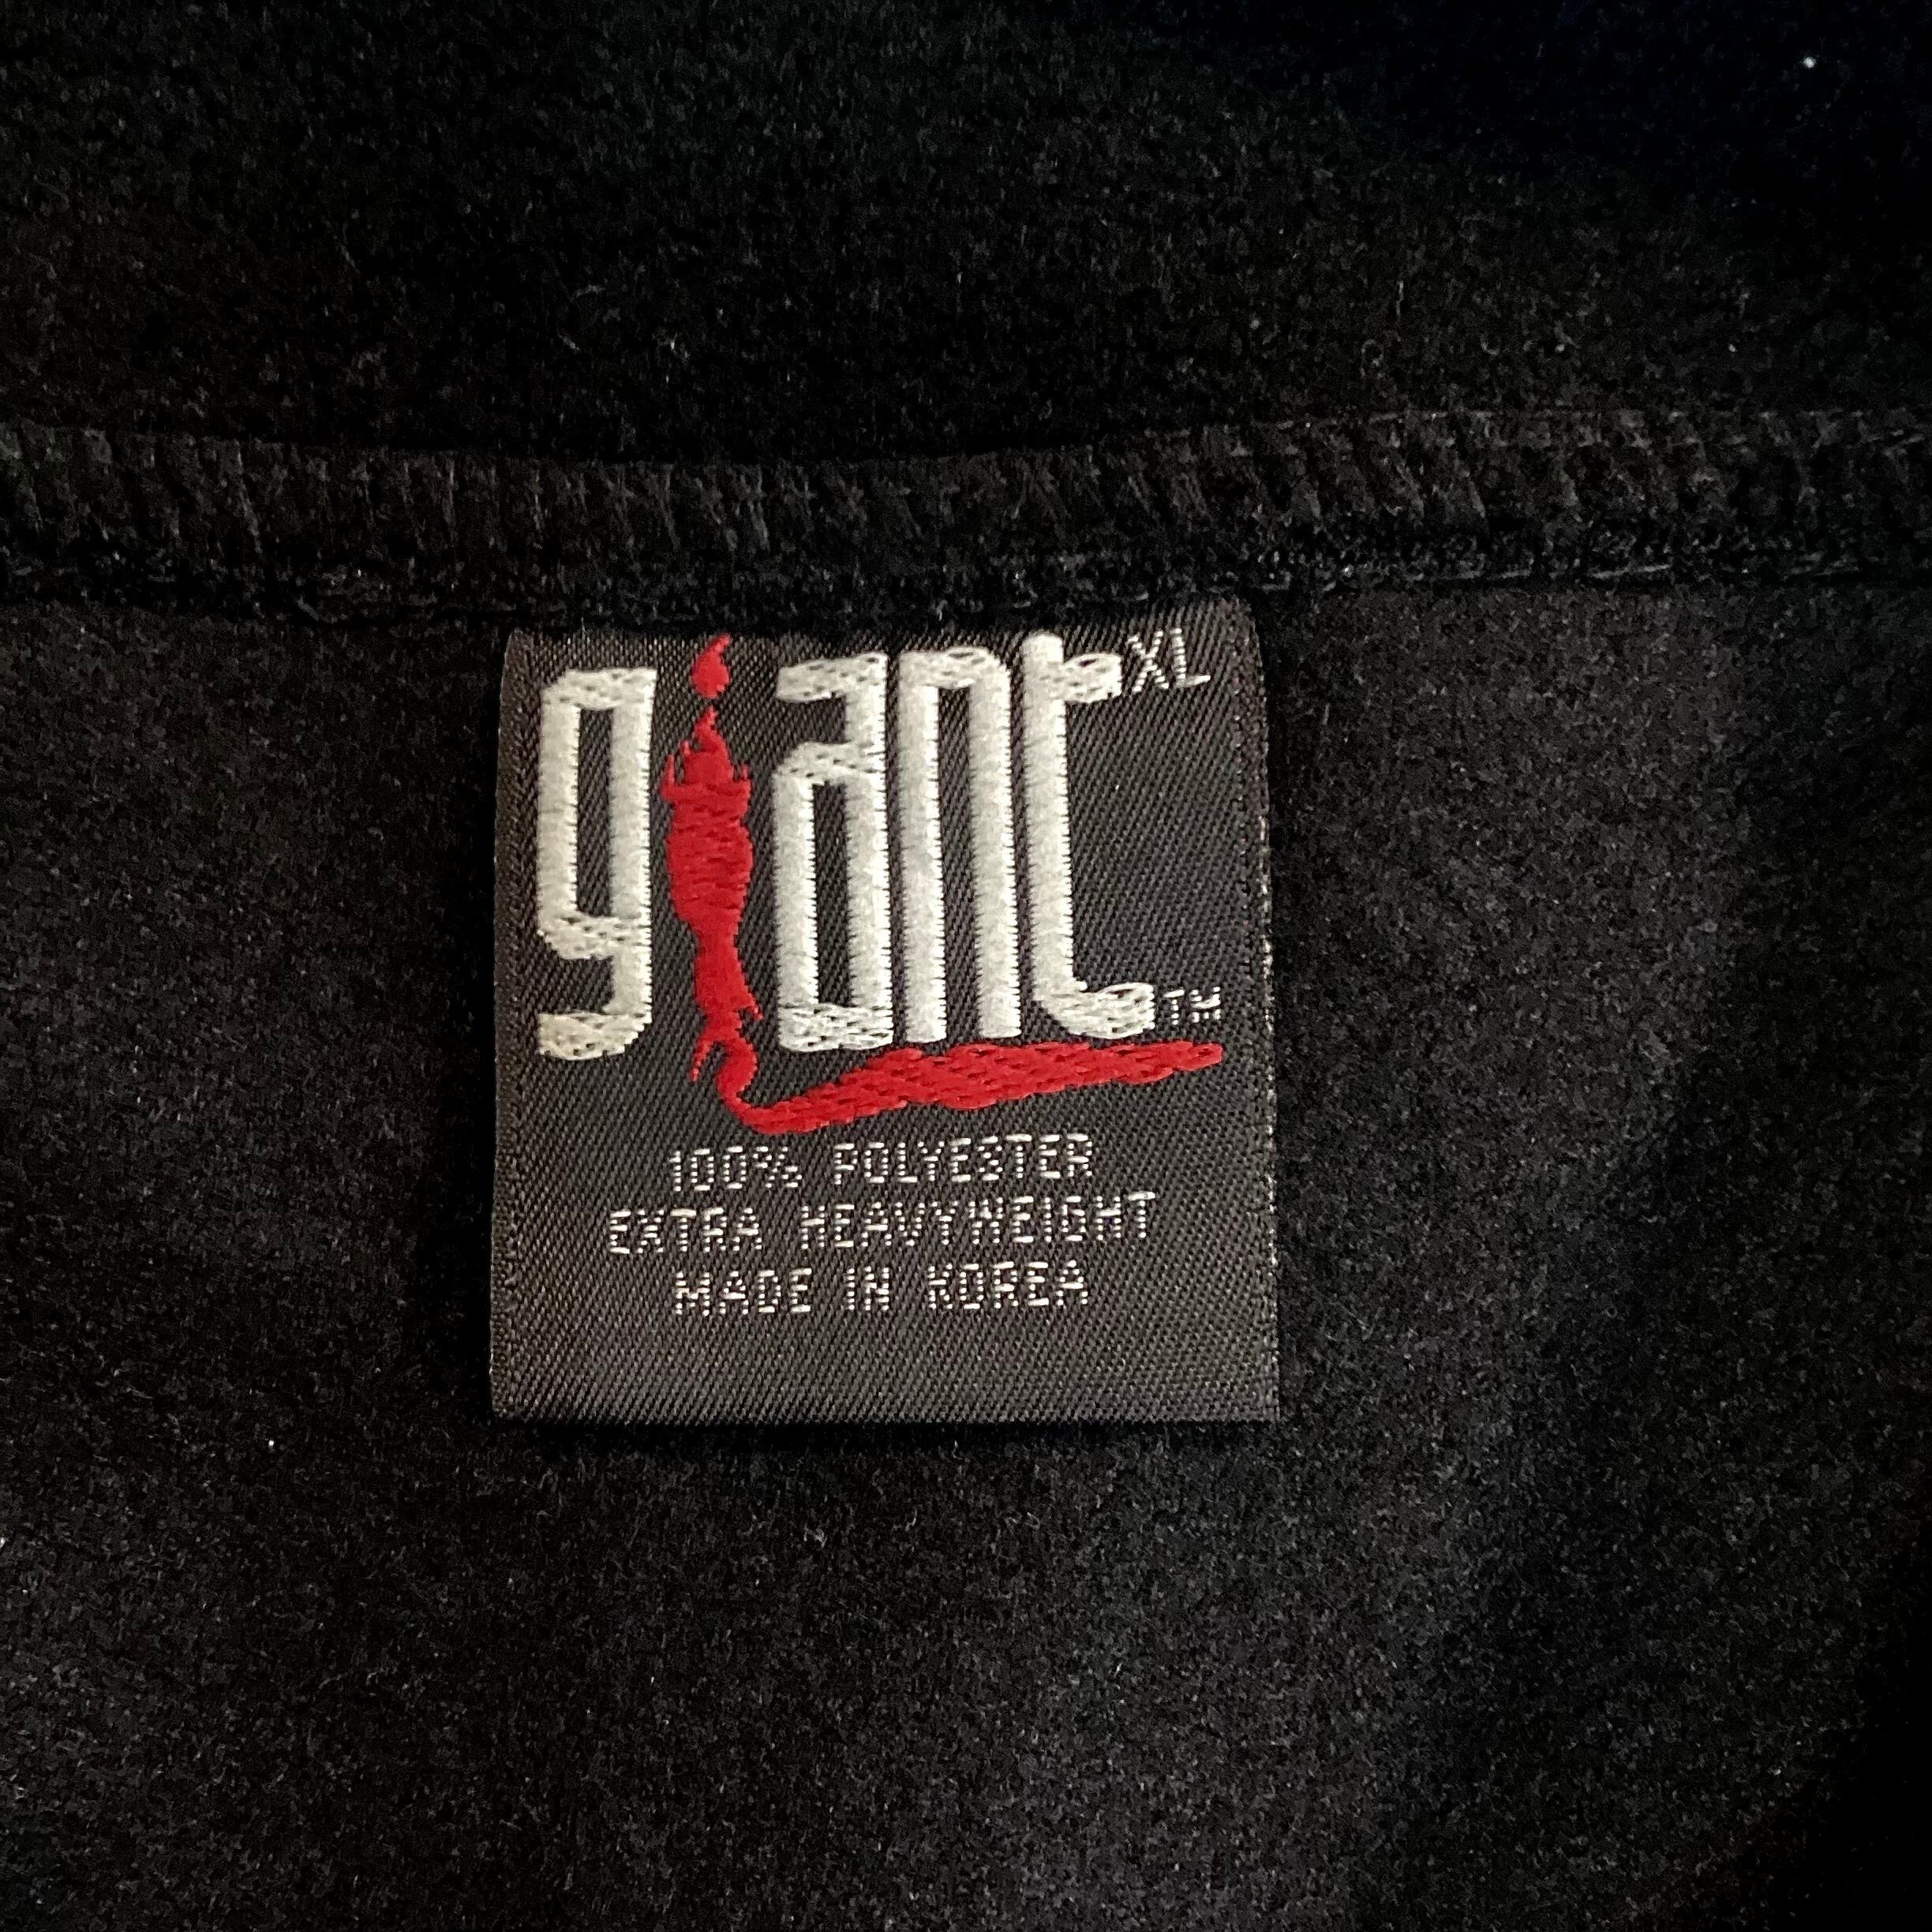 giant XL
TM
100% POLYESTER
EXTRA HEAVYWEIGHT
MADE IN KOREA